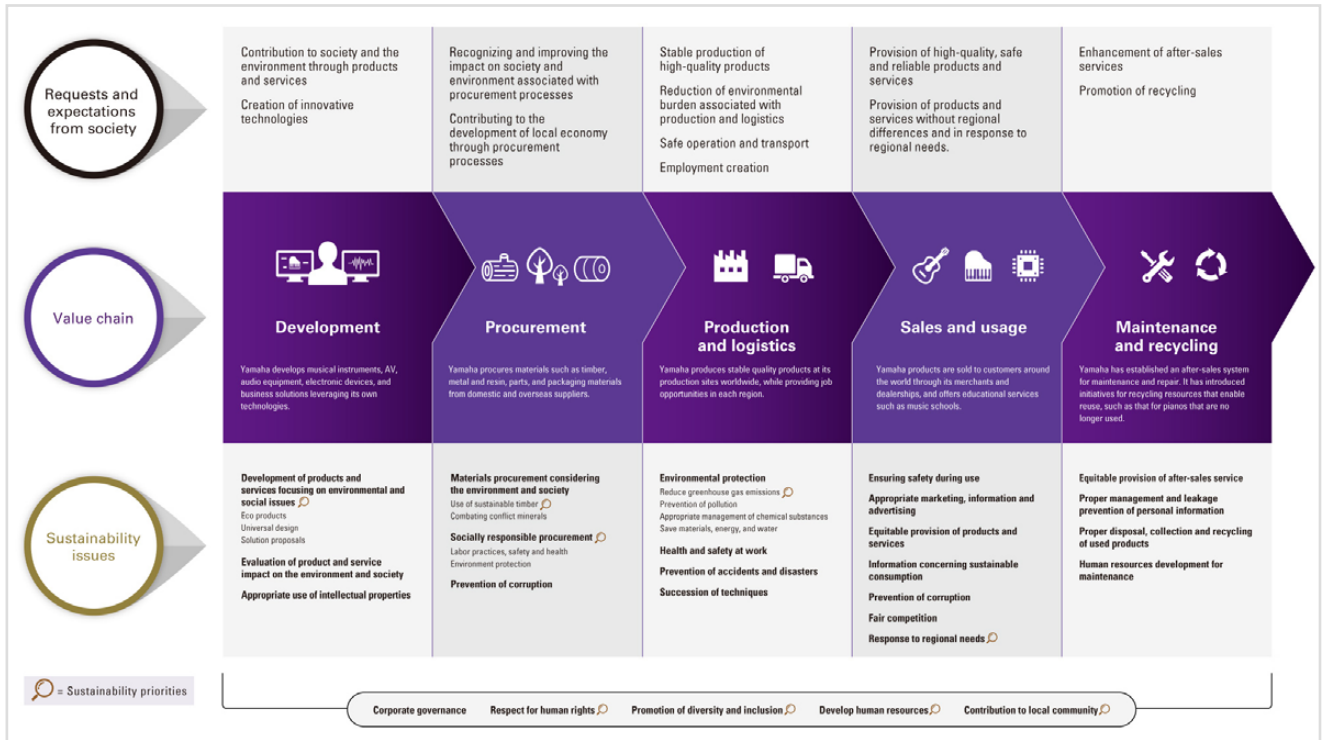 Requests and
expectations
from society
Contribution to society and the
environment through products
and services
Creation of innovative
technologies
Recognizing and improving the
impact on society and
environment associated with
procurement processes
Contributing to the
development of local economy
through procurement
processes
Stable production of
high-quality products
Reduction of environmental
burden associated with
production and logistics
Safe operation and transport
Employment creation
Provision of high-quality, safe
and reliable products and
services
Provision of products and
services without regional
differences and in response to
regional needs.
Enhancement of after-sales
services
Promotion of recycling
Value chain
Development
Yamaha develops musical instruments, AV,
audio equipment, electronic devices, and
business solutions leveraging its own
technologies.
Procurement
Yamaha procures materials such as timber,
metal and resin, parts, and packaging materials
from domestic and overseas suppliers.
Production
and logistics
Yamaha produces stable quality products at its
production sites worldwide, while providing job
opportunities in each region.
Sales and usage
Yamaha products are sold to customers around
the world through its merchants and
dealerships, and offers educational services
such as music schools.
Maintenance
and recycling
Yamaha has established an after-sales system
for maintenance and repair. It has introduced
initiatives for recycling resources that enable
reuse, such as that for pianos that are no
longer used.
Sustainability
issues
Development of products and
services focusing on environmental and
social issues
Eco products
Universal design
Solution proposals
Evaluation of product and service
impact on the environment and society
Appropriate use of intellectual properties
Materials procurement considering
the environment and society
Use of sustainable timber
Combating conflict minerals
Socially responsible procurement
Labor practices, safety and health
Environment protection
Prevention of corruption
Environmental protection
Reduce greenhouse gas emissions
Prevention of pollution
Appropriate management of chemical substances
Save materials, energy, and water
Health and safety at work
Prevention of accidents and disasters
Succession of techniques
Ensuring safety during use
Appropriate marketing, information and
advertising
Equitable provision of products and
services
Information concerning sustainable
consumption
Prevention of corruption
Fair competition
Response to regional needs
Equitable provision of after-sales service
Proper management and leakage
prevention of personal information
Proper disposal, collection and recycling
of used products
Human resources development for
maintenance
= Sustainability priorities
Corporate governance Respect for human rights Promotion of diversity and inclusion Develop human resources Contribution to local community